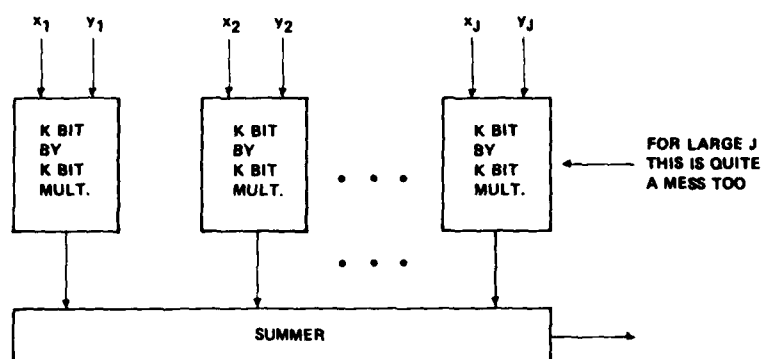 x1 y1 x2 y2 xJ yJ
K BIT
BY
K BIT
MULT.
K BIT
BY
K BIT
MULT.
K BIT
BY
K BIT
MULT.
FOR LARGE J
THIS IS QUITE
A MESS TOO
SUMMER